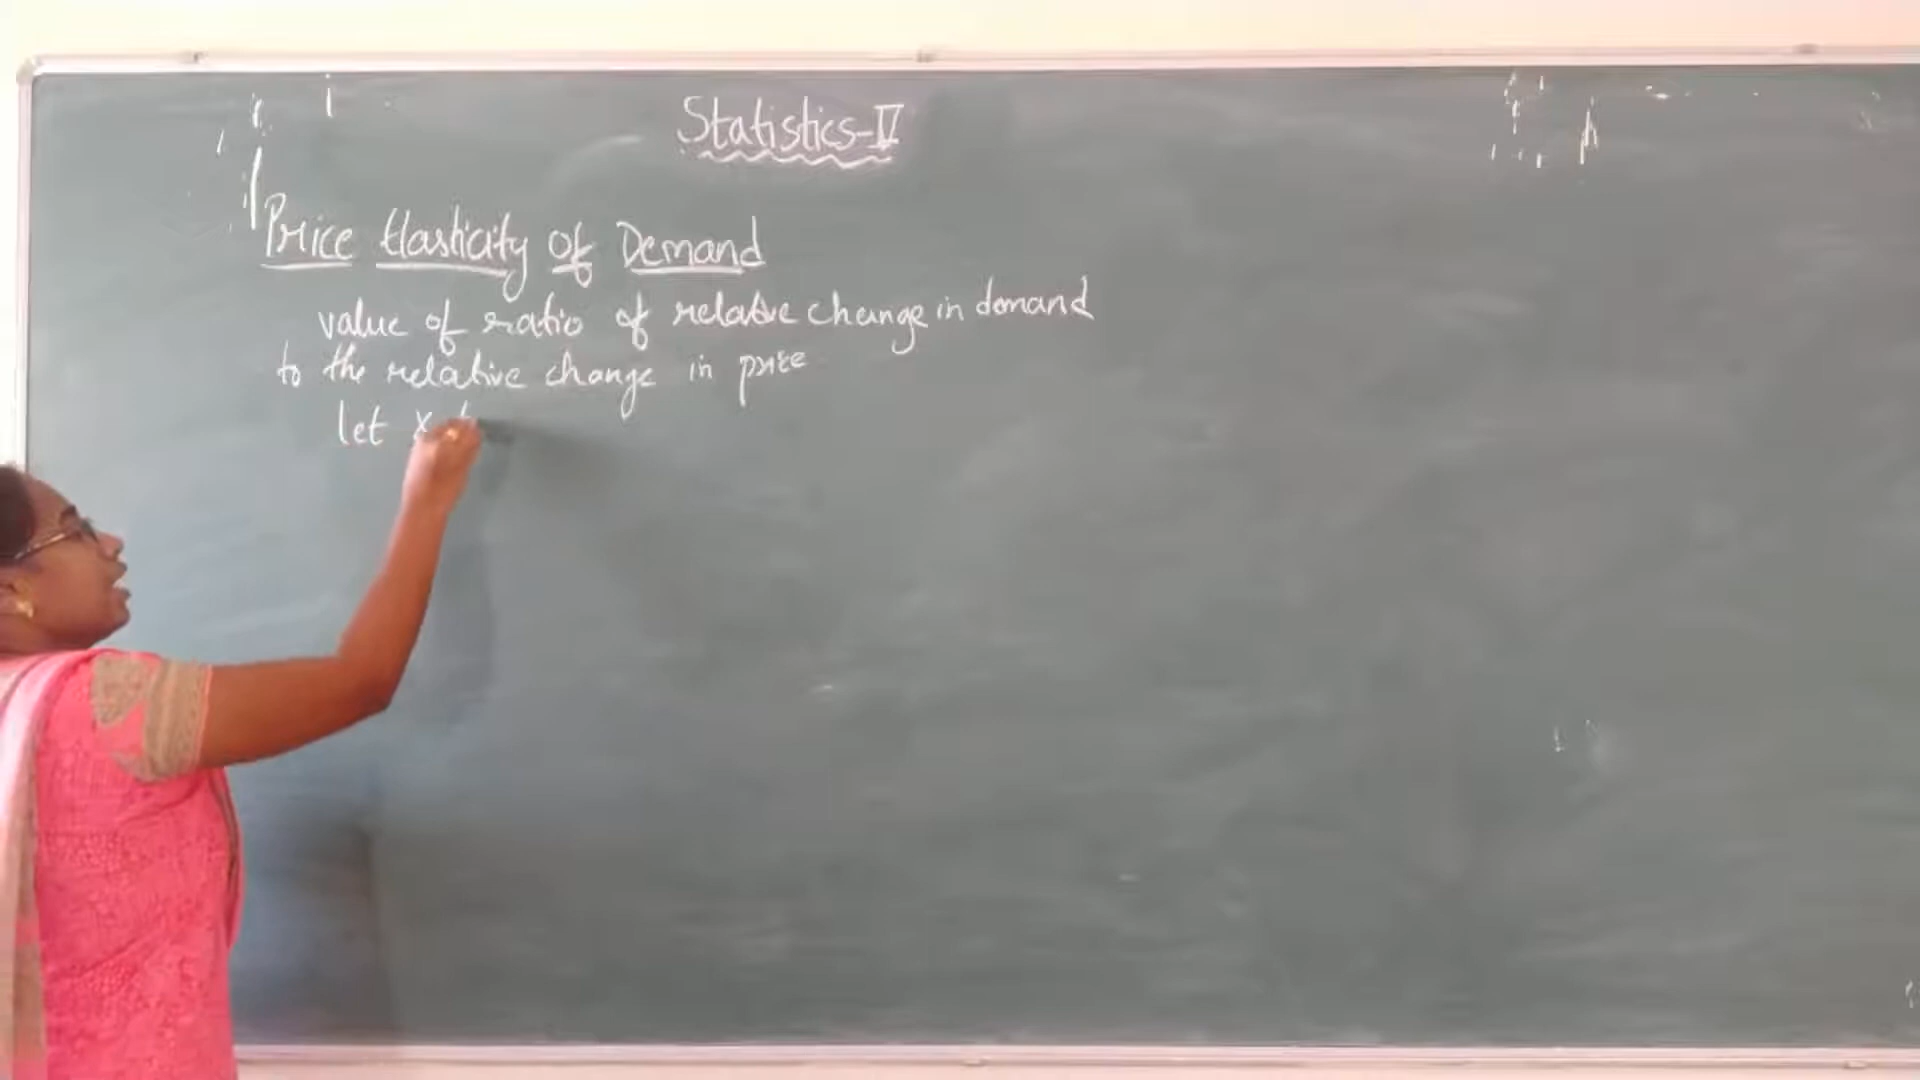 Statistics-IV
Price Elasticity of Demand
value of ratio of relative change in demand
to the relative change in price
let x